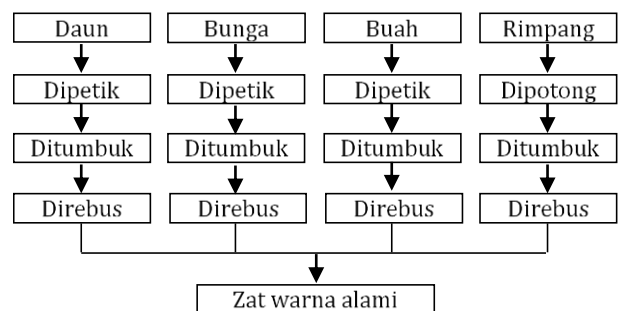 Daun Bunga Buah Rimpang
Dipetik Dipetik Dipetik Dipotong
Ditumbuk Ditumbuk Ditumbuk Ditumbuk
Direbus Direbus Direbus Direbus
Zat warna alami